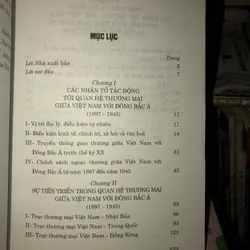 MỤC LỤC
Trang
Lời Nhà xuất bản 5
Lời nói đầu 7
Chương I
CÁC NHÂN TỐ TÁC ĐỘNG
TỚI QUAN HỆ THƯƠNG MẠI
GIỮA VIỆT NAM VỚI ĐÔNG BẮC Á
(1897 - 1945) 11
I- Vị trí địa lý, điều kiện tự nhiên 11
II- Điều kiện kinh tế, chính trị, xã hội và văn hoá 14
III- Truyền thống giao thương giữa Việt Nam với
Đông Bắc Á trước thế kỷ XX 31
IV- Chính sách ngoại thương giữa Việt Nam với
Đông Bắc Á từ năm 1897 đến năm 1945 42
Chương II
SỰ TIẾN TRIỂN TRONG QUAN HỆ THƯƠNG MẠI
GIỮA VIỆT NAM VỚI ĐÔNG BẮC Á
(1897 - 1945) 65
I- Trục thương mại Việt Nam - Nhật Bản
II- Trục thương mại Việt Nam - Trung Quốc
III- Trục thương mại Việt Nam - Hồng Kông